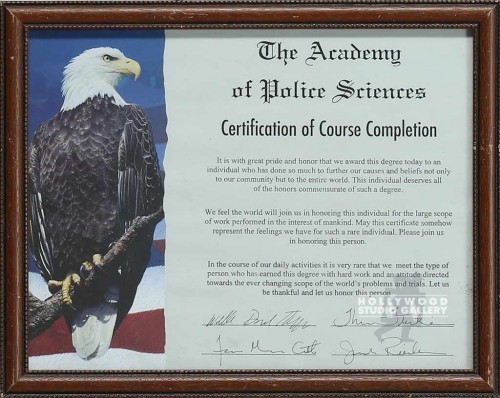 The Academy
of Police Sciences
Certification of Course Completion
It is with great pride and honor that we award this degree today to an
individual who has done so much to further our causes and beliefs not only
to our community but to the entire world. This individual deserves all
of the honors commensurate of such a degree.
We feel the world will join us in honoring this individual for the large scope
of work performed in the interest of mankind. May this certificate somehow
represent the feelings we have for such a rare individual. Please join us
in honoring this person.
In the course of our daily activities it is very rare that we meet the type of
person who has earned this degree with hard work and an attitude directed
towards the ever changing scope of the world's problems and trials. Let us
be thankful and let us honor this person
HOLLYWOOD
STUDIO GALLERY